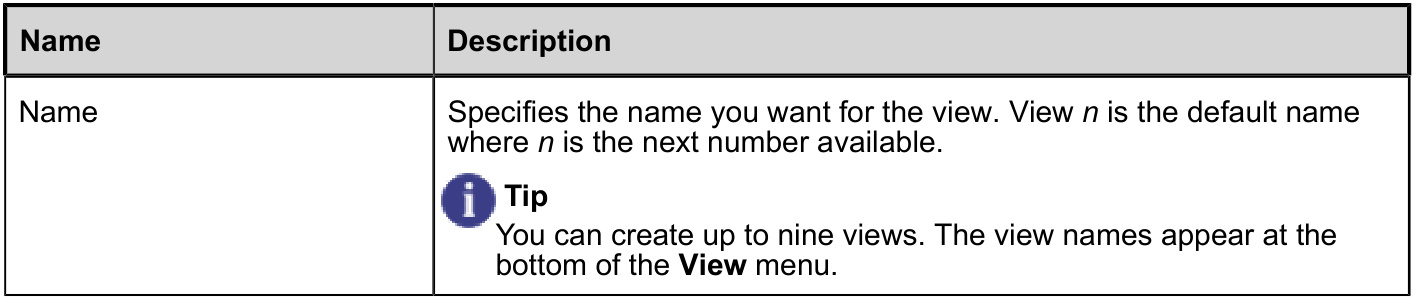 Name Description
Name Specifies the name you want for the view. View n is the default name
where n is the next number available.
i Tip
You can create up to nine views. The view names appear at the
bottom of the View menu.